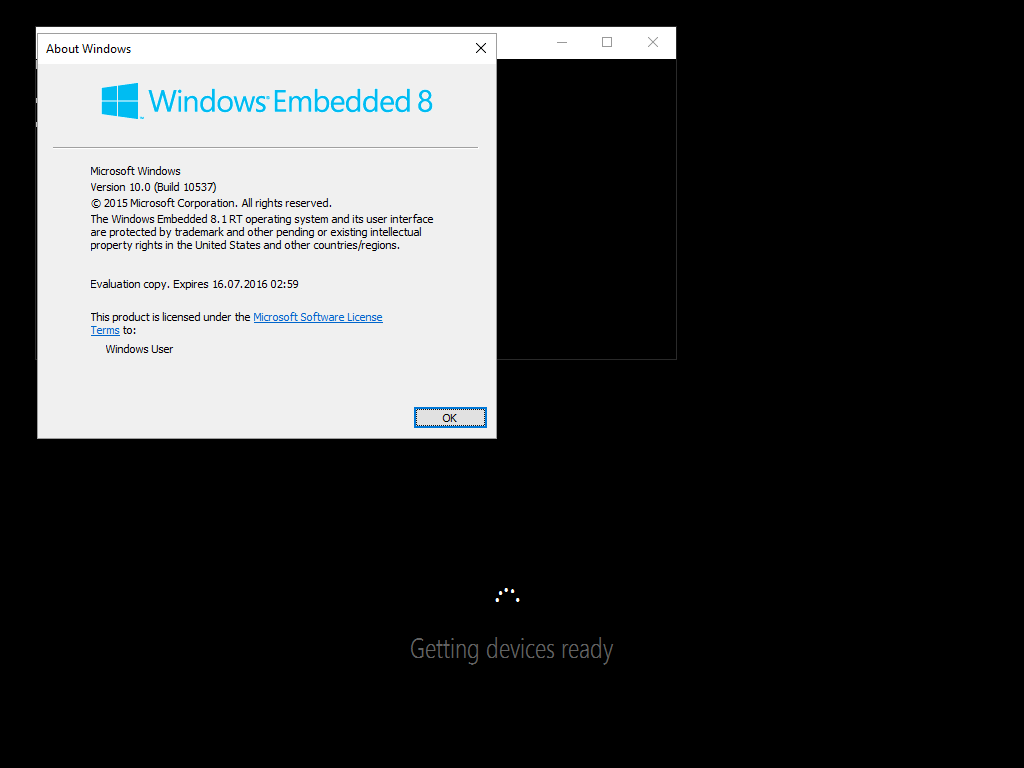 About Windows
Windows Embedded 8
Microsoft Windows
Version 10.0 (Build 10537)
© 2015 Microsoft Corporation. All rights reserved.
The Windows Embedded 8.1 RT operating system and its user interface
are protected by trademark and other pending or existing intellectual
property rights in the United States and other countries/regions.
Evaluation copy. Expires 16.07.2016 02:59
This product is licensed under the Microsoft Software License
Terms to:
Windows User
OK
Getting devices ready